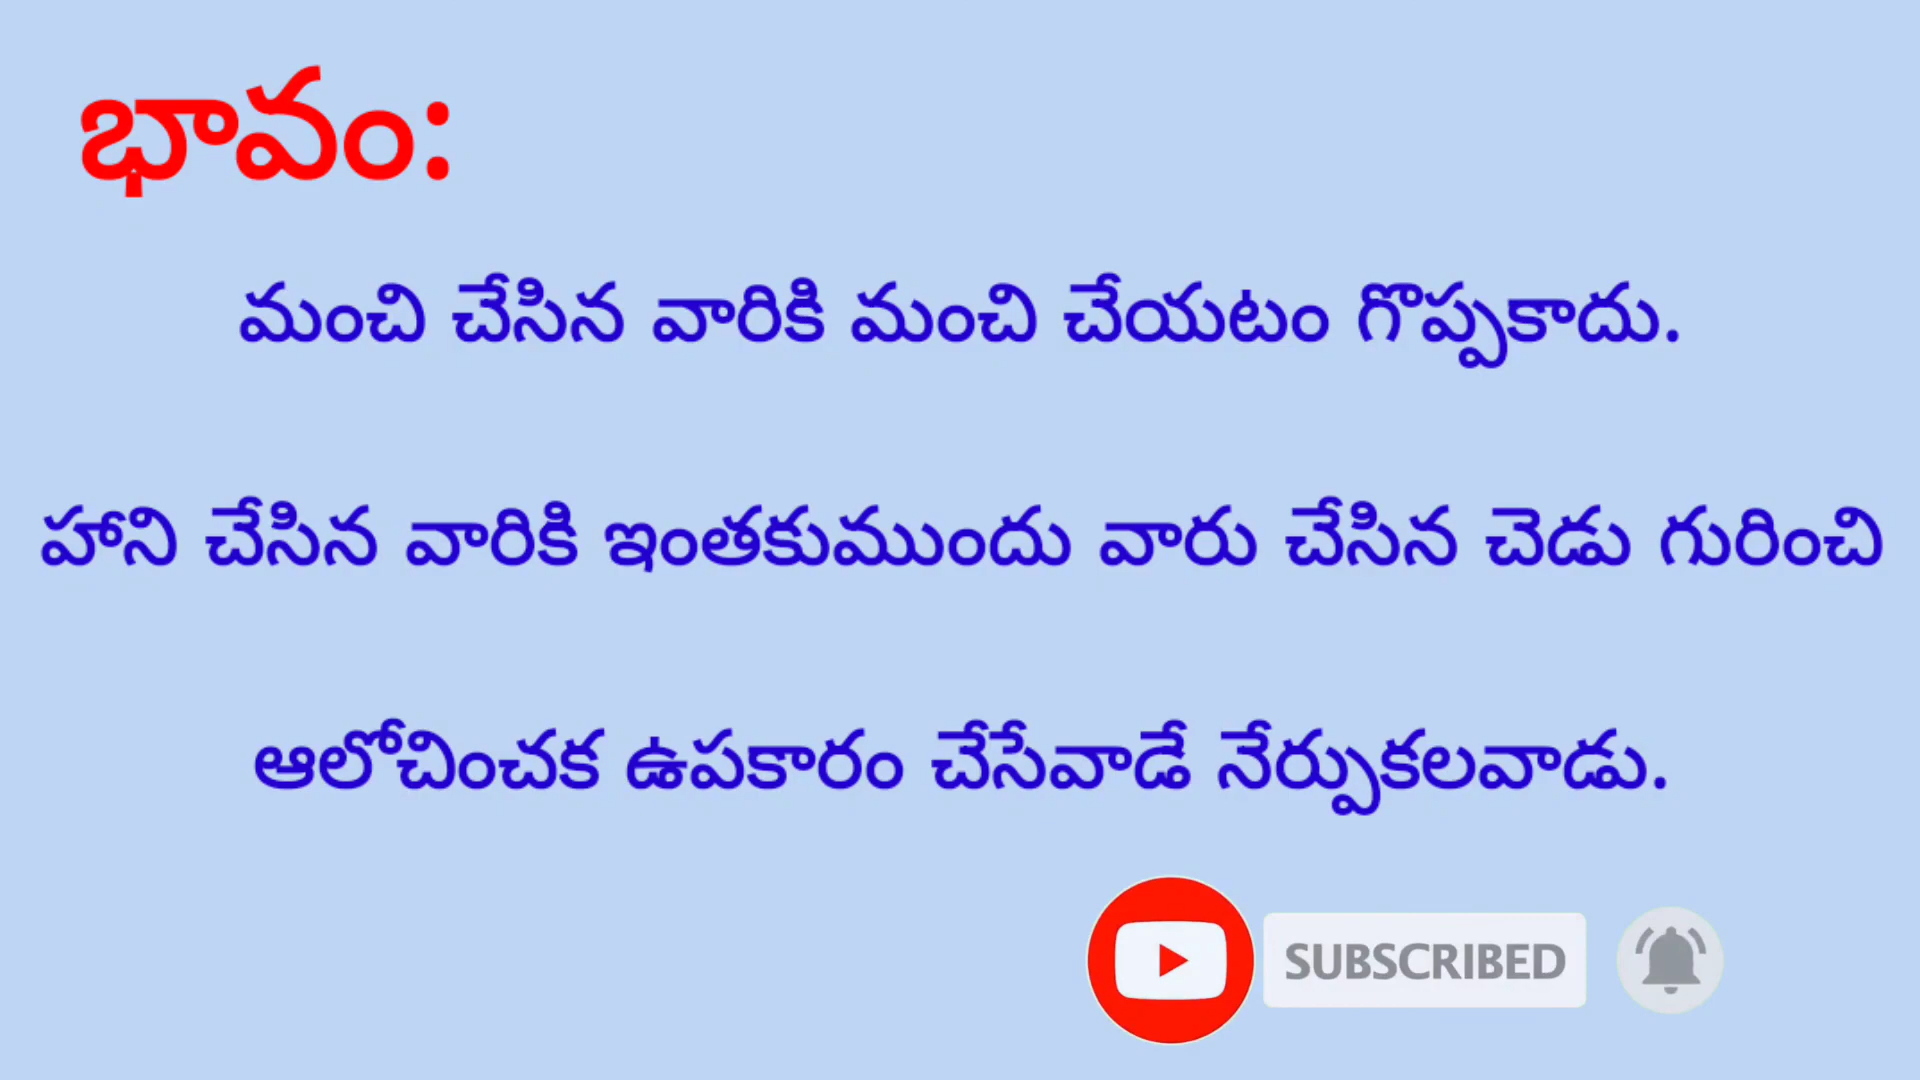 భావం:
మంచి చేసిన వారికి మంచి చేయటం గొప్పకాదు.
హాని చేసిన వారికి ఇంతకుముందు వారు చేసిన చెడు గురించి
ఆలోచించక ఉపకారం చేసేవాడే నేర్పుకలవాడు.
SUBSCRIBED